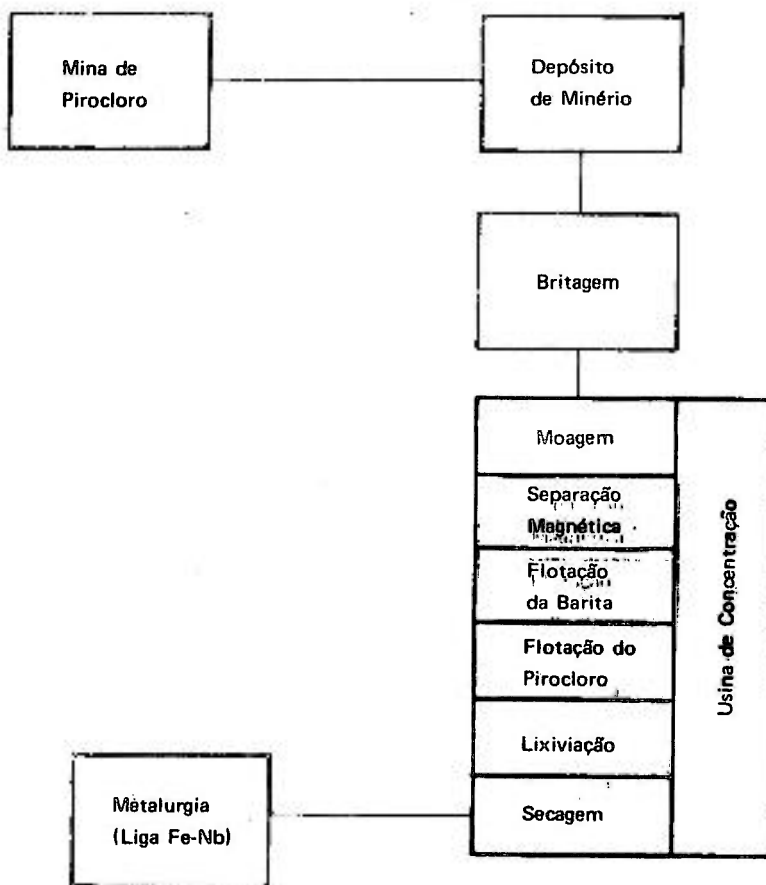 Mina de
Pirocloro
Depósito
de Minério
Britagem
Moagem
Separação
Magnética
Flotação
da Barita
Flotação do
Pirocloro
Lixiviação
Secagem
Usina de Concentração
Metalurgia
(Liga Fe-Nb)